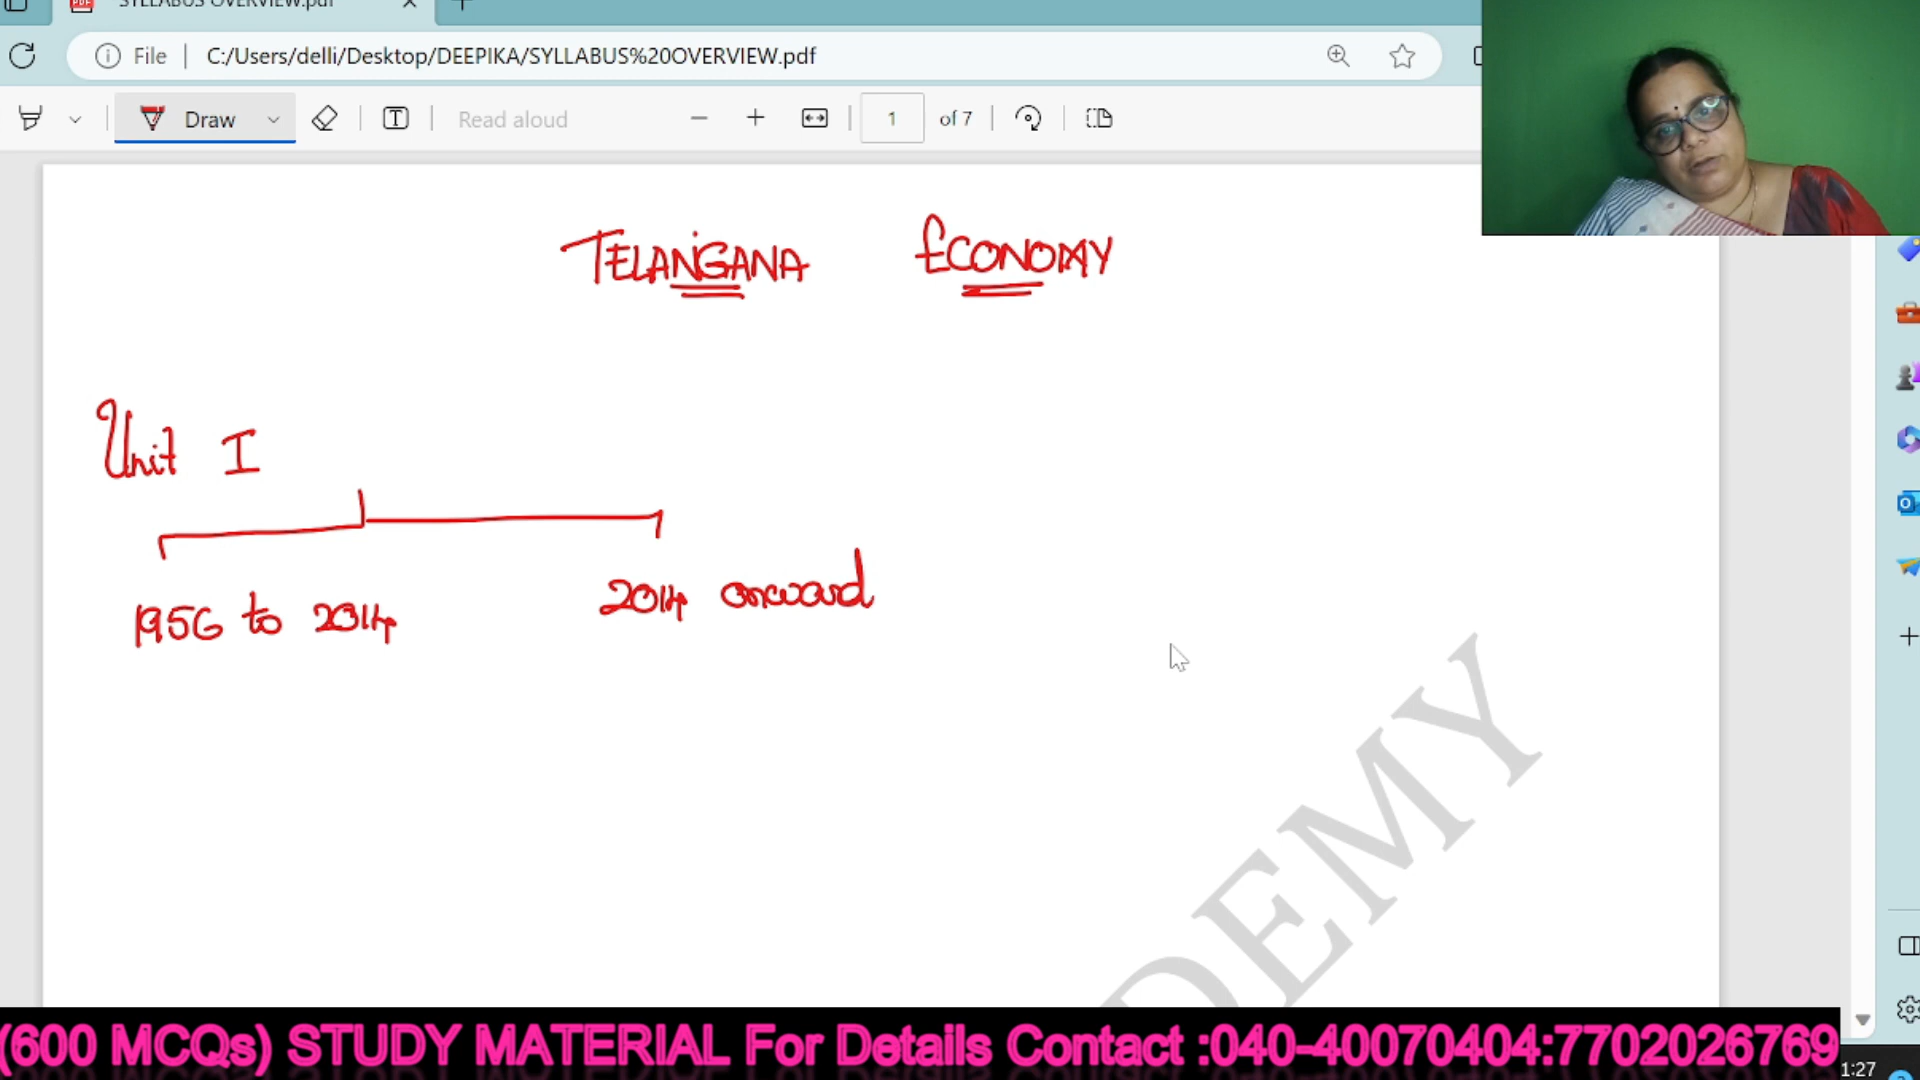 SYLLABUS OVERVIEW.pdf
File
C:/Users/delli/Desktop/DEEPIKA/SYLLABUS%20OVERVIEW.pdf
Draw
Read aloud
1 of 7
TELANGANA ECONOMY
Unit I
1956 to 2014
2014 onward
DEMY
(600 MCQs) STUDY MATERIAL For Details Contact :040-40070404:7702026769
1:27